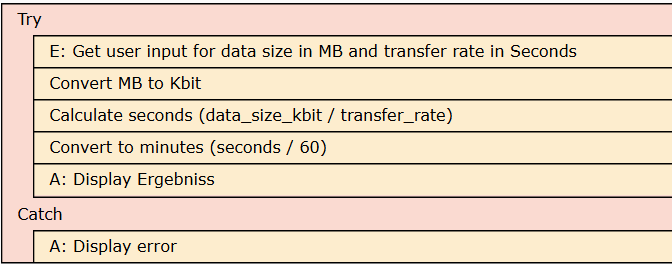 Try
E: Get user input for data size in MB and transfer rate in Seconds
Convert MB to Kbit
Calculate seconds (data_size_kbit / transfer_rate)
Convert to minutes (seconds / 60)
A: Display Ergebniss
Catch
A: Display error